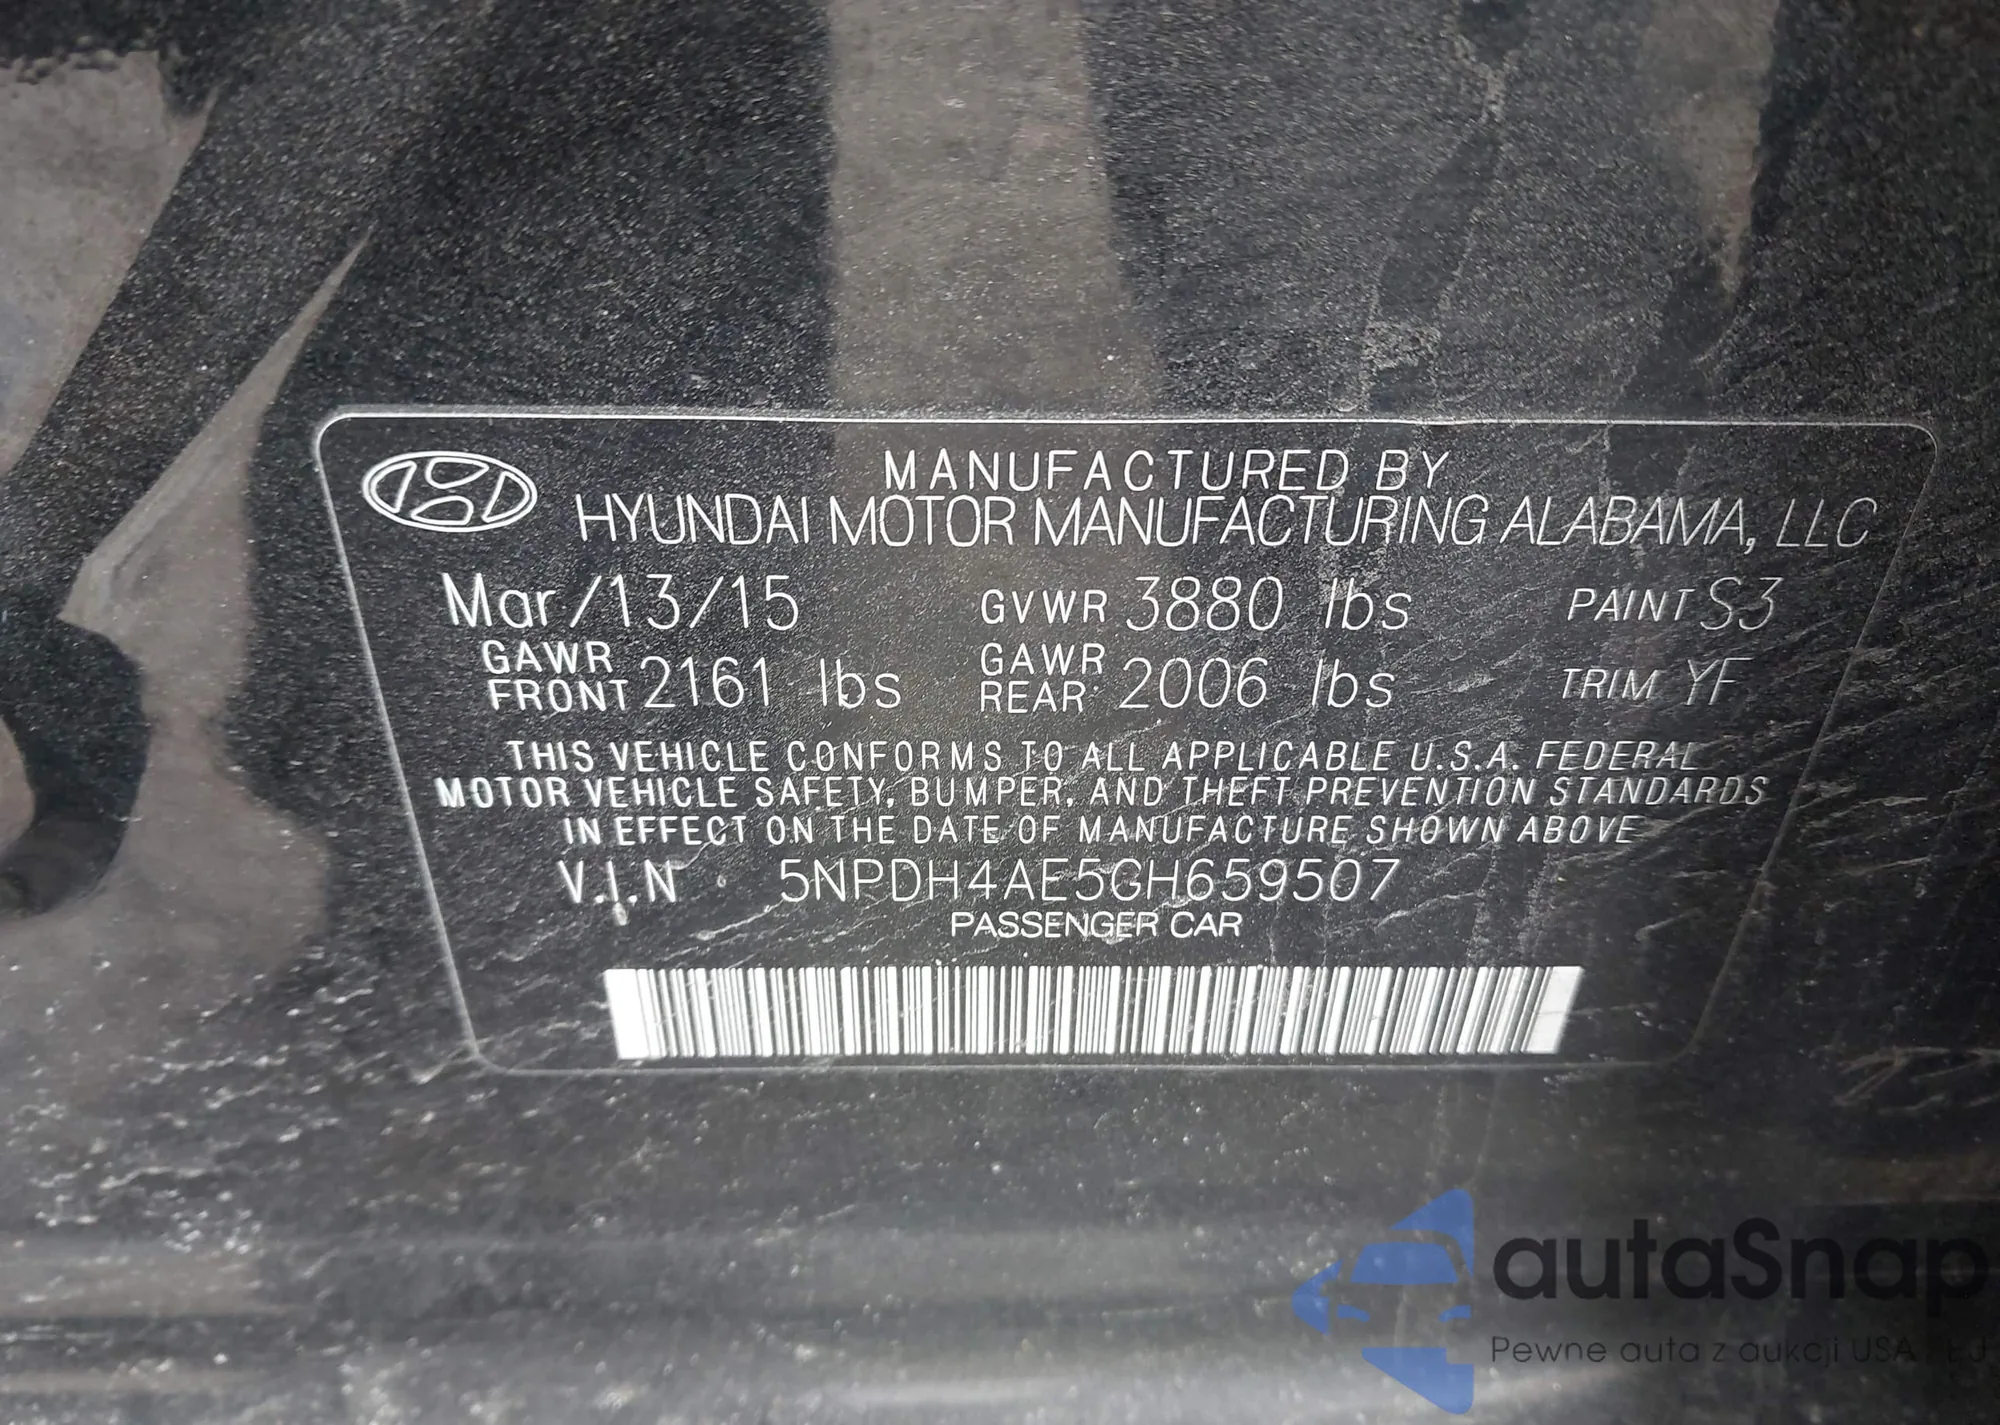 MANUFACTURED BY
HYUNDAI MOTOR MANUFACTURING ALABAMA, LLC
Mar/13/15 GVWR 3880 lbs PAINT S3
GAWR FRONT 2161 lbs GAWR REAR 2006 lbs TRIM YF
THIS VEHICLE CONFORMS TO ALL APPLICABLE U.S.A. FEDERAL
MOTOR VEHICLE SAFETY, BUMPER, AND THEFT PREVENTION STANDARDS
IN EFFECT ON THE DATE OF MANUFACTURE SHOWN ABOVE
V.I.N : 5NPDH4AE5GH659507
PASSENGER CAR
autaSnap
Pewne auta z aukcji USA i EU